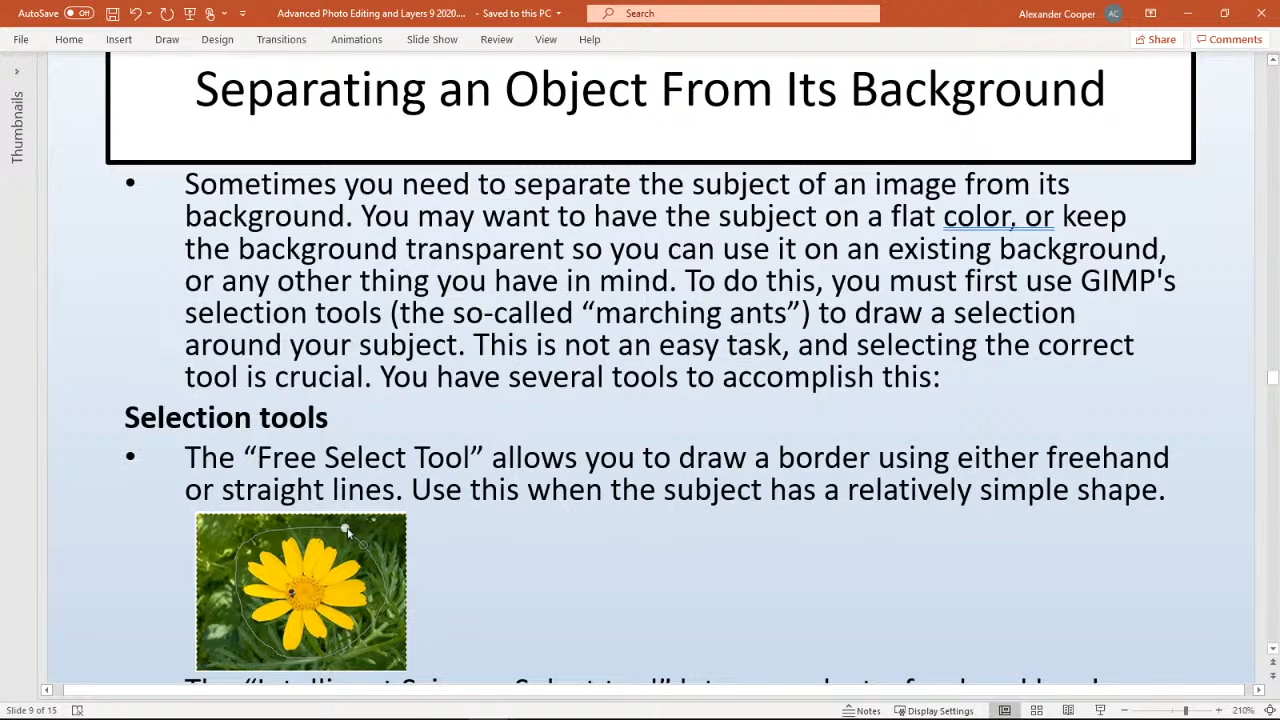 AutoSave Off Advanced Photo Editing and Layers 9 2020.... - Saved to this PC Search Alexander Cooper AC
File Home Insert Draw Design Transitions Animations Slide Show Review View Help Share Comments
Thumbnails
Separating an Object From Its Background
• Sometimes you need to separate the subject of an image from its
background. You may want to have the subject on a flat color, or keep
the background transparent so you can use it on an existing background,
or any other thing you have in mind. To do this, you must first use GIMP's
selection tools (the so-called “marching ants”) to draw a selection
around your subject. This is not an easy task, and selecting the correct
tool is crucial. You have several tools to accomplish this:
Selection tools
• The “Free Select Tool” allows you to draw a border using either freehand
or straight lines. Use this when the subject has a relatively simple shape.
Slide 9 of 15 Notes Display Settings 210%